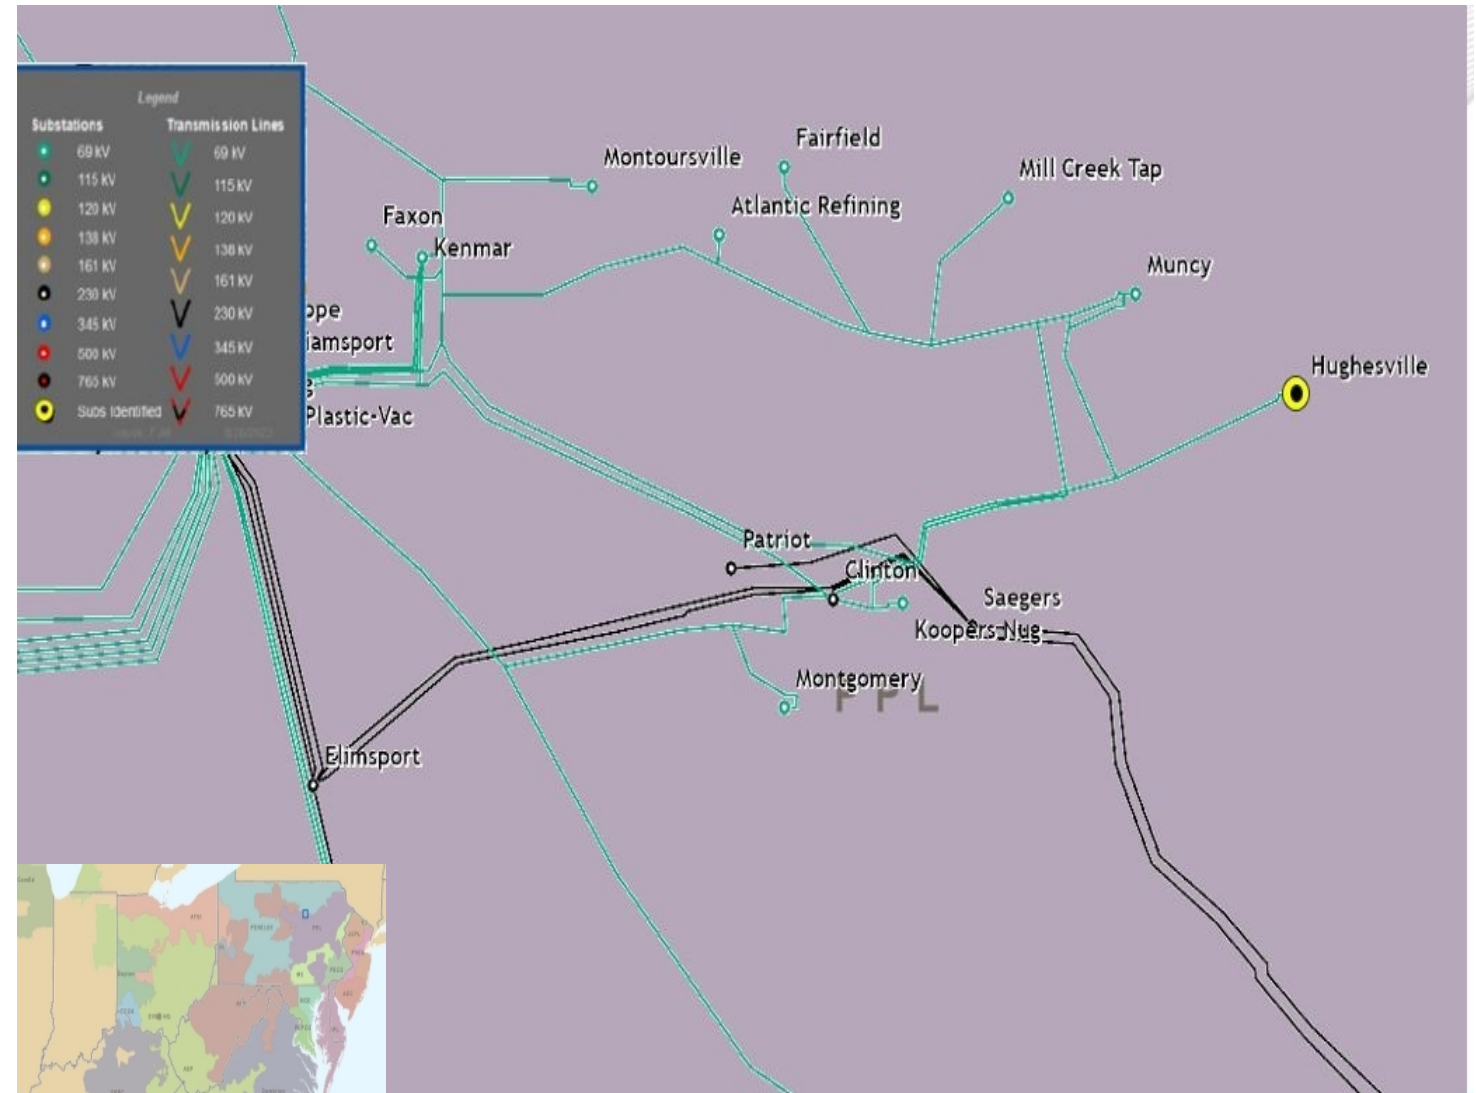 Legend
Substations
Transmission Lines
69 kV
69 kV
115 kV
115 kV
120 kV
120 kV
138 kV
138 kV
161 kV
161 kV
230 kV
230 kV
345 kV
345 kV
500 kV
500 kV
765 kV
765 kV
Subs Identified
Fairfield
Montoursville
Mill Creek Tap
Atlantic Refining
Faxon
Kenmar
Muncy
ope
iamsport
Hughesville
g
Plastic-Vac
Patriot
Clinton
Saegers
Koopers Nug
Montgomery
PPL
Elimsport